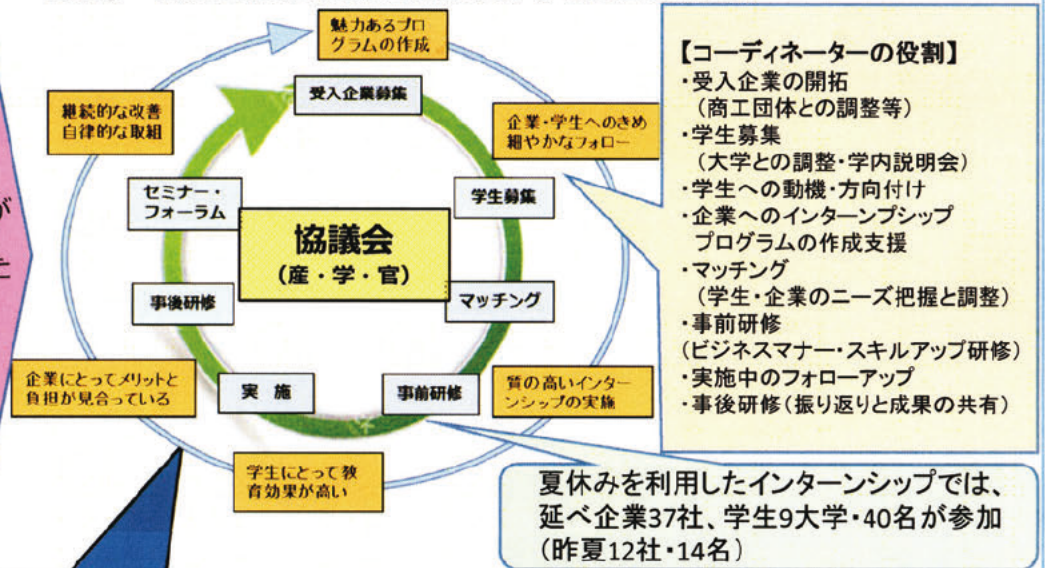 魅力あるプロ
グラムの作成
受入企業募集
継続的な改善
自律的な取組
企業・学生へのきめ
細やかなフォロー
セミナー・
フォーラム
学生募集
協議会
（産・学・官）
事後研修
マッチング
企業にとってメリットと
負担が見合っている
実　施
事前研修
質の高いインター
ンシップの実施
学生にとって教
育効果が高い
【コーディネーターの役割】
・受入企業の開拓
（商工団体との調整等）
・学生募集
（大学との調整・学内説明会）
・学生への動機・方向付け
・企業へのインターンプシップ
プログラムの作成支援
・マッチング
（学生・企業のニーズ把握と調整）
・事前研修
（ビジネスマナー・スキルアップ研修）
・実施中のフォローアップ
・事後研修（振り返りと成果の共有）
夏休みを利用したインターンシップでは、
延べ企業37社、学生9大学・40名が参加
（昨夏12社・14名）
が